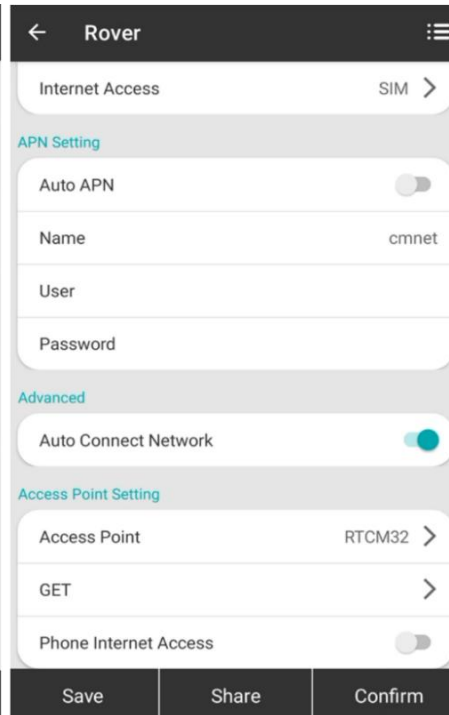 Rover
Internet Access SIM
APN Setting
Auto APN
Name cmnet
User
Password
Advanced
Auto Connect Network
Access Point Setting
Access Point RTCM32
GET
Phone Internet Access
Save Share Confirm